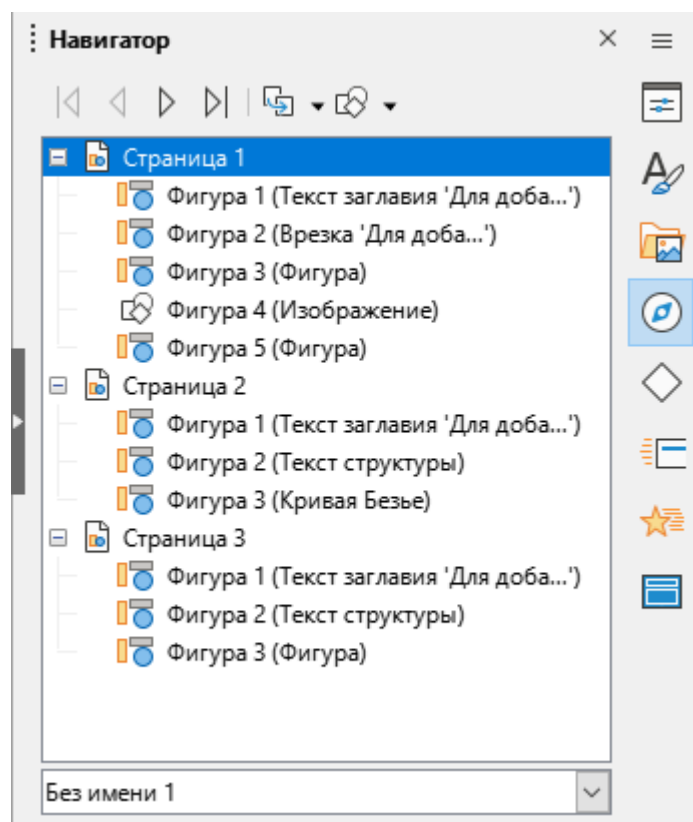 Навигатор
Страница 1
Фигура 1 (Текст заглавия 'Для доба...')
Фигура 2 (Врезка 'Для доба...')
Фигура 3 (Фигура)
Фигура 4 (Изображение)
Фигура 5 (Фигура)
Страница 2
Фигура 1 (Текст заглавия 'Для доба...')
Фигура 2 (Текст структуры)
Фигура 3 (Кривая Безье)
Страница 3
Фигура 1 (Текст заглавия 'Для доба...')
Фигура 2 (Текст структуры)
Фигура 3 (Фигура)
Без имени 1